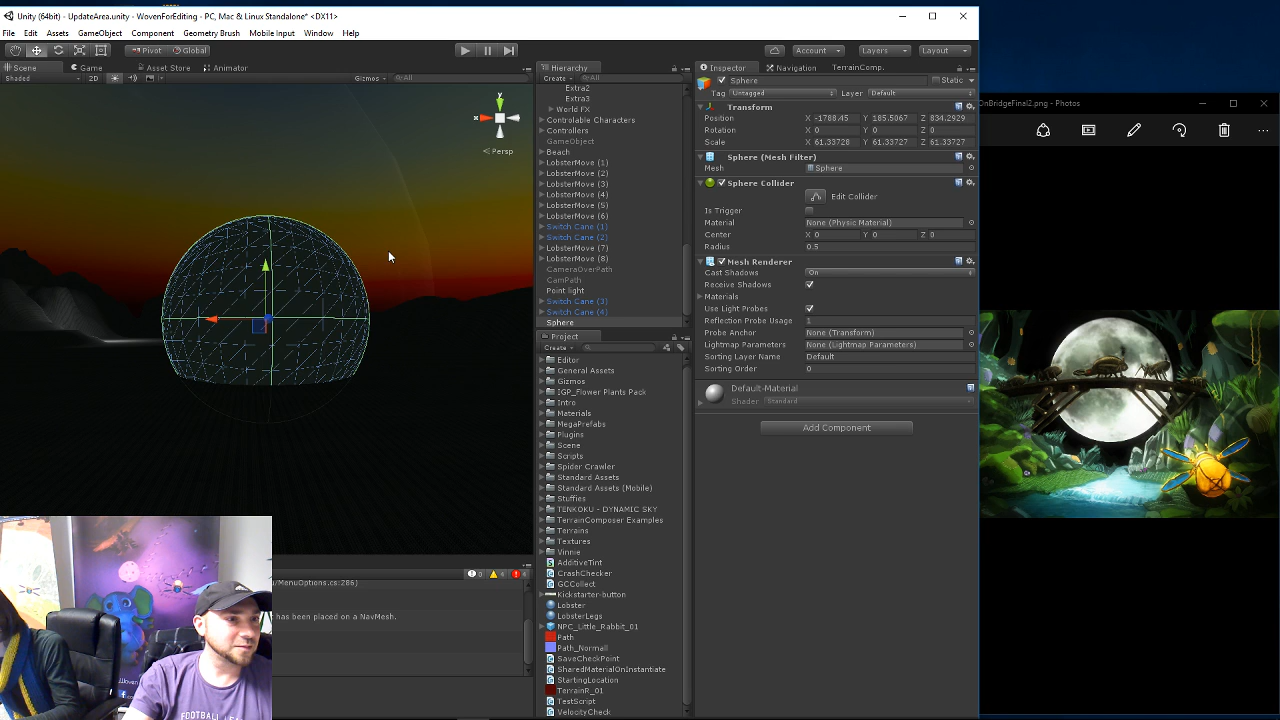 Unity (64bit) - UpdateArea.unity - WovenForEditing - PC, Mac & Linux Standalone* <DX11>
File Edit Assets GameObject Component Geometry Brush Mobile Input Window Help
Pivot Global
Account Layers Layout
Scene Game Asset Store Animator
Shaded 2D Gizmos All
y
x
Persp
Hierarchy
Create All
Extra2
Extra3
World FX
Controlable Characters
Controllers
GameObject
Beach
LobsterMove (1)
LobsterMove (2)
LobsterMove (3)
LobsterMove (4)
LobsterMove (5)
LobsterMove (6)
Switch Cane (1)
Switch Cane (2)
LobsterMove (7)
LobsterMove (8)
CameraOverPath
CamPath
Point light
Switch Cane (3)
Switch Cane (4)
Sphere
Project
Create
Editor
General Assets
Gizmos
IGP_Flower Plants Pack
Intro
Materials
MegaPrefabs
Plugins
Scene
Scripts
Spider Crawler
Standard Assets
Standard Assets (Mobile)
Stuffies
TENKOKU - DYNAMIC SKY
TerrainComposer Examples
Terrains
Textures
Vinnie
AdditiveTint
CrashChecker
GCCollect
Kickstarter-button
Lobster
LobsterLegs
NPC_Little_Rabbit_01
Path
Path_Normall
SaveCheckPoint
SharedMaterialOnInstantiate
StartingLocation
TerrainR_01
TestScript
VelocityCheck
Inspector Navigation TerrainComp.
Sphere Static
Tag Untagged Layer Default
Transform
Position X -1788.45 Y 185.5067 Z 834.2929
Rotation X 0 Y 0 Z 0
Scale X 61.33728 Y 61.33727 Z 61.33727
Sphere (Mesh Filter)
Mesh Sphere
Sphere Collider
Edit Collider
Is Trigger
Material None (Physic Material)
Center X 0 Y 0 Z 0
Radius 0.5
Mesh Renderer
Cast Shadows On
Receive Shadows
Materials
Use Light Probes
Reflection Probe Usage 1
Probe Anchor None (Transform)
Lightmap Parameters None (Lightmap Parameters)
Sorting Layer Name Default
Sorting Order 0
Default-Material
Shader Standard
Add Component
OnBridgeFinal2.png - Photos
/MenuOptions.cs:286)
has been placed on a NavMesh.
FOOTBALL